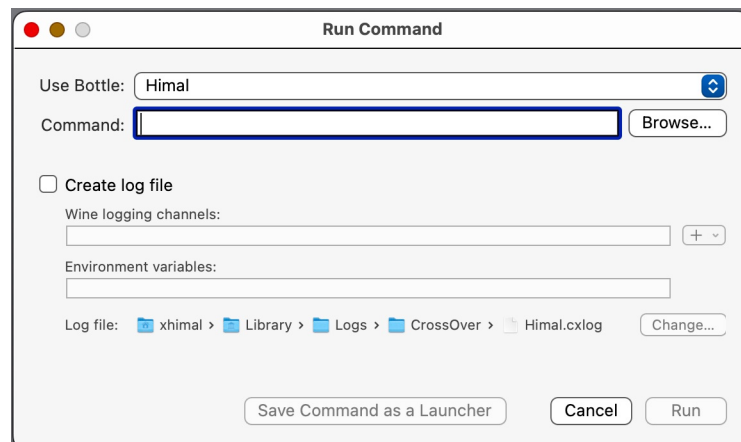 Run Command
Use Bottle: Himal
Command: Browse...
Create log file
Wine logging channels:
+
Environment variables:
Log file: xhimal › Library › Logs › CrossOver › Himal.cxlog Change...
Save Command as a Launcher Cancel Run